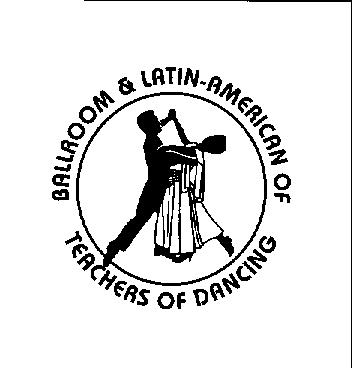 BALLROOM & LATIN-AMERICAN OF
TEACHERS OF DANCING